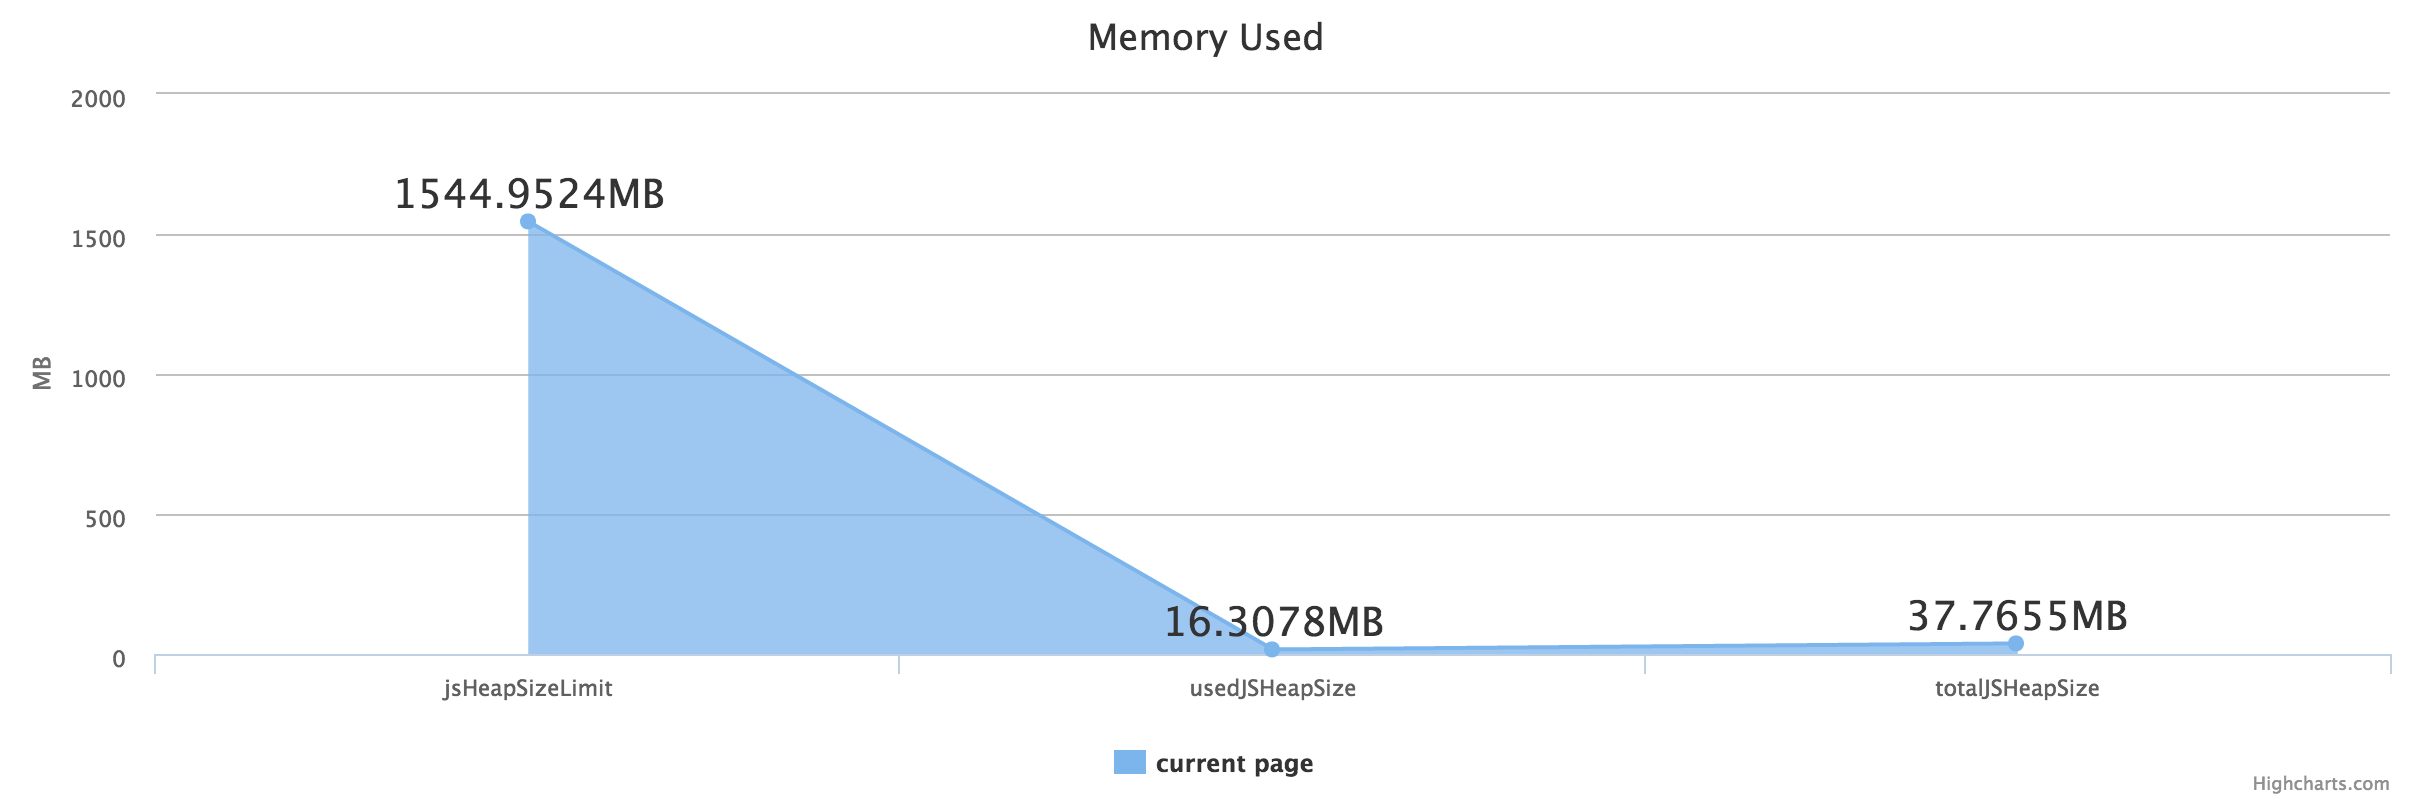 Memory Used
2000
1544.9524MB
1500
MB
1000
500
16.3078MB
37.7655MB
0
jsHeapSizeLimit
usedJSHeapSize
totalJSHeapSize
current page
Highcharts.com